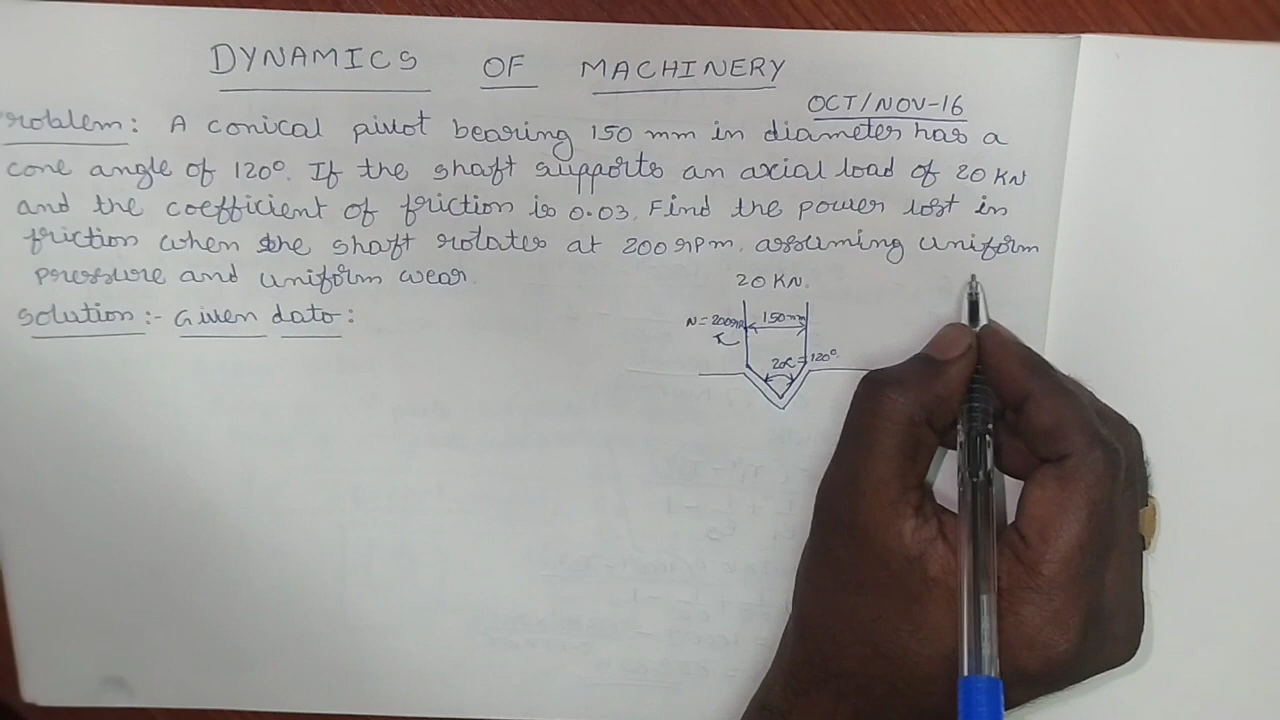 DYNAMICS OF MACHINERY
OCT/NOV-16
roblem: A conical pivot bearing 150 mm in diameter has a
cone angle of 120°. If the shaft supports an axial load of 20 KN
and the coefficient of friction is 0.03. Find the power lost in
friction when the shaft rotates at 200 rpm. assuming uniform
pressure and uniform wear.
Solution:- Given data:
20 KN.
N = 200rp 150mm
2α = 120°.